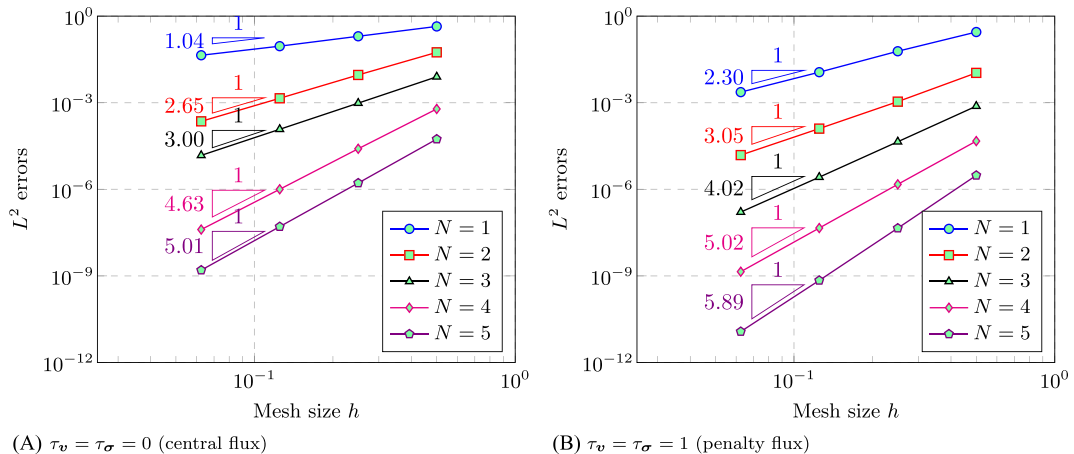 10^0
10^{-3}
10^{-6}
10^{-9}
10^{-12}
L^2 errors
1
1.04
1
2.65
1
3.00
1
4.63
1
5.01
N = 1
N = 2
N = 3
N = 4
N = 5
10^{-1}
10^0
Mesh size h
(A) τ_v = τ_σ = 0 (central flux)
10^0
10^{-3}
10^{-6}
10^{-9}
10^{-12}
L^2 errors
1
2.30
1
3.05
1
4.02
1
5.02
1
5.89
N = 1
N = 2
N = 3
N = 4
N = 5
10^{-1}
10^0
Mesh size h
(B) τ_v = τ_σ = 1 (penalty flux)